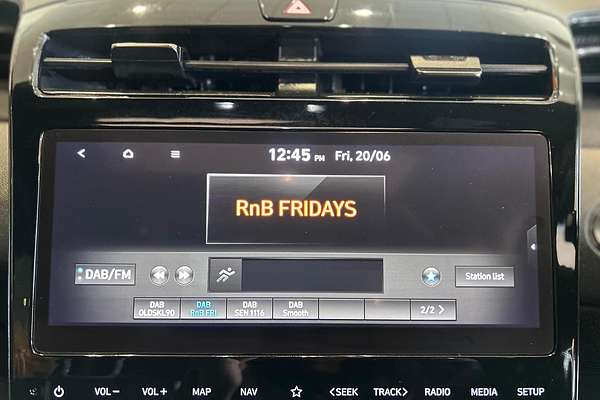 12:45 PM Fri, 20/06
RnB FRIDAYS
DAB/FM
Station list
DAB OLDSKL90
DAB RnB FRI
DAB SEN 1116
DAB Smooth
2/2 >
VOL− VOL+ MAP NAV <SEEK TRACK> RADIO MEDIA SETUP